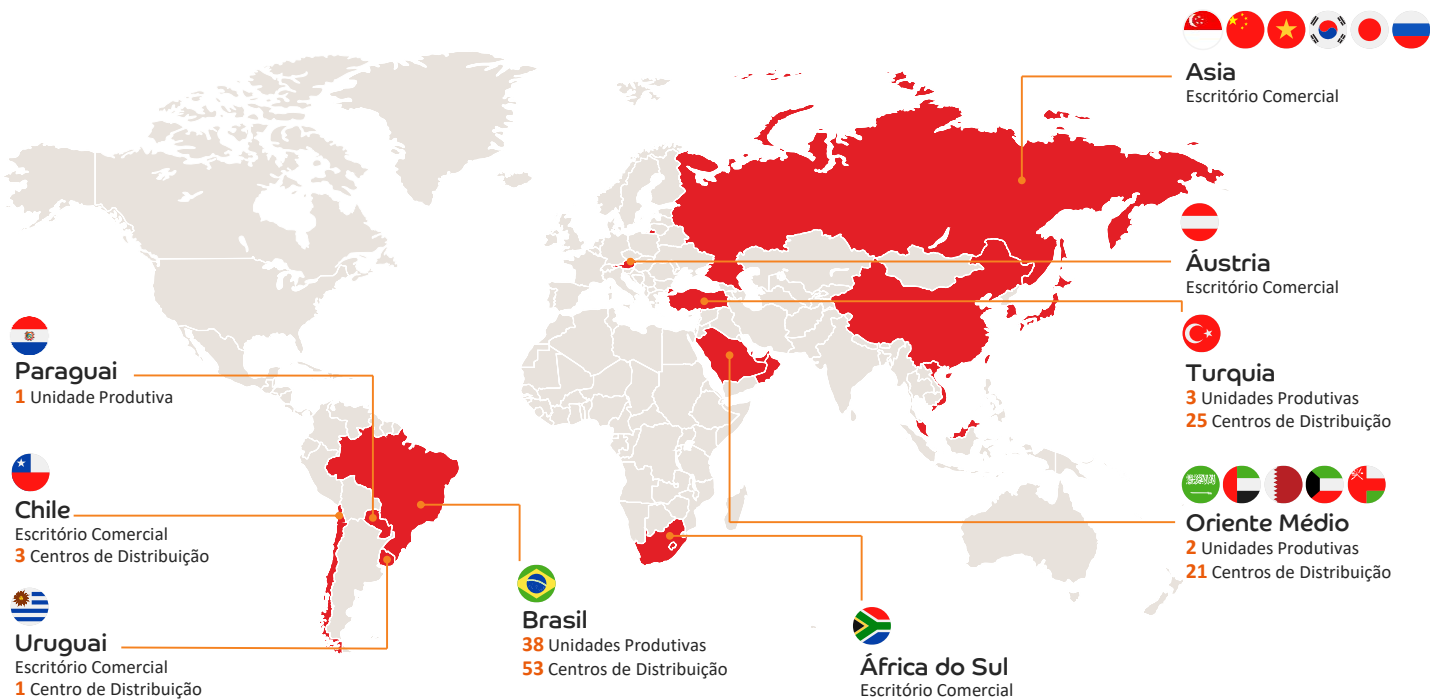 Asia
Escritório Comercial
Áustria
Escritório Comercial
Turquia
3 Unidades Produtivas
25 Centros de Distribuição
Oriente Médio
2 Unidades Produtivas
21 Centros de Distribuição
Paraguai
1 Unidade Produtiva
Chile
Escritório Comercial
3 Centros de Distribuição
Uruguai
Escritório Comercial
1 Centro de Distribuição
Brasil
38 Unidades Produtivas
53 Centros de Distribuição
África do Sul
Escritório Comercial